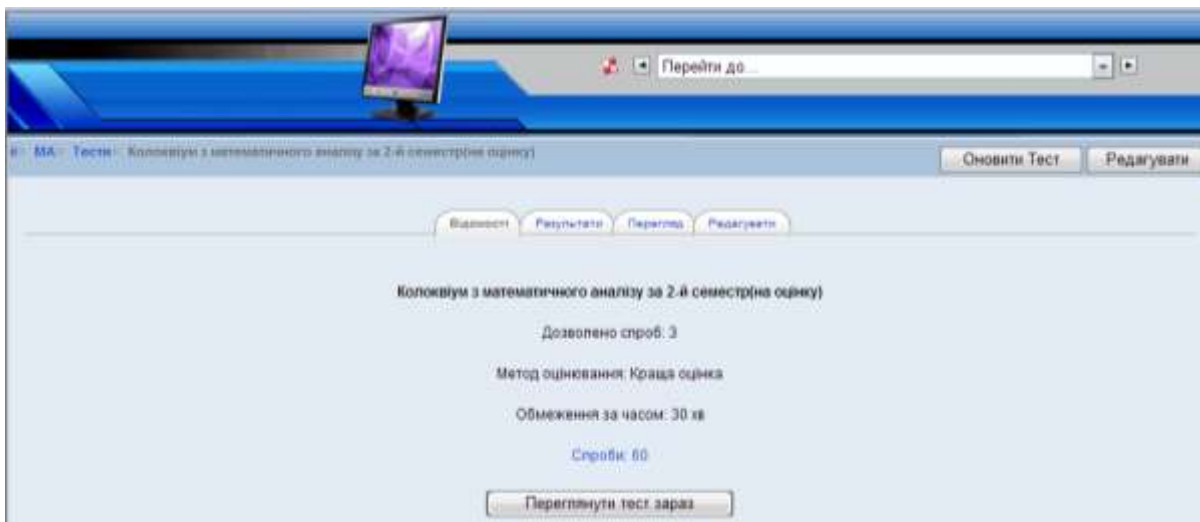 Перейти до...
МА Тести Колоквіум з математичного аналізу за 2-й семестр(на оцінку)
Оновити Тест Редагувати
Відомості Результати Перегляд Редагувати
Колоквіум з математичного аналізу за 2-й семестр(на оцінку)
Дозволено спроб: 3
Метод оцінювання: Краща оцінка
Обмеження за часом: 30 хв
Спроби: 60
Переглянути тест зараз